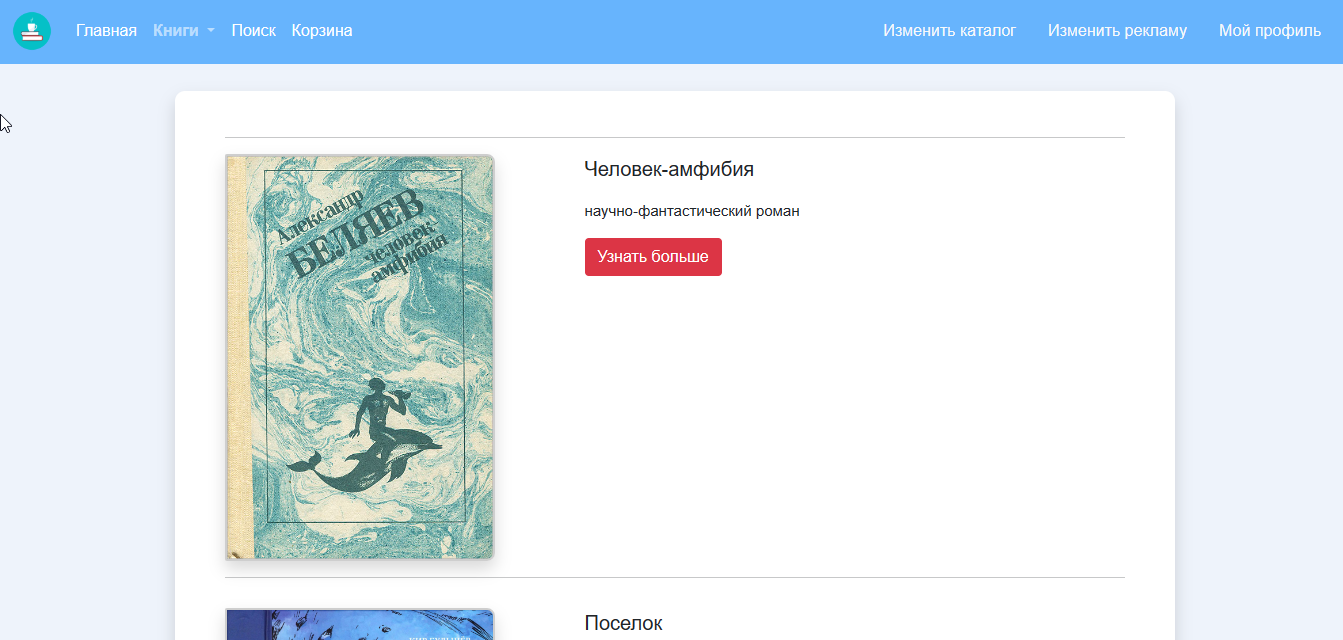 Главная Книги Поиск Корзина Изменить каталог Изменить рекламу Мой профиль
Александр
БЕЛЯЕВ
человек-
амфибия
Человек-амфибия
научно-фантастический роман
Узнать больше
Поселок